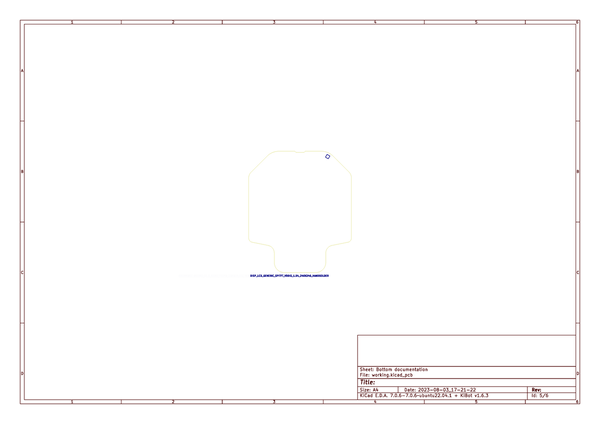 1 2 3 4 5 6
A A
B B
C C
Sheet: Bottom documentation
File: working.kicad_pcb
Title:
Size: A4 Date: 2023-08-03_17-21-22 Rev:
KiCad E.D.A. 7.0.6-7.0.6-ubuntu22.04.1 + KiBot v1.6.3 Id: 5/6
D D
1 2 3 4 5 6